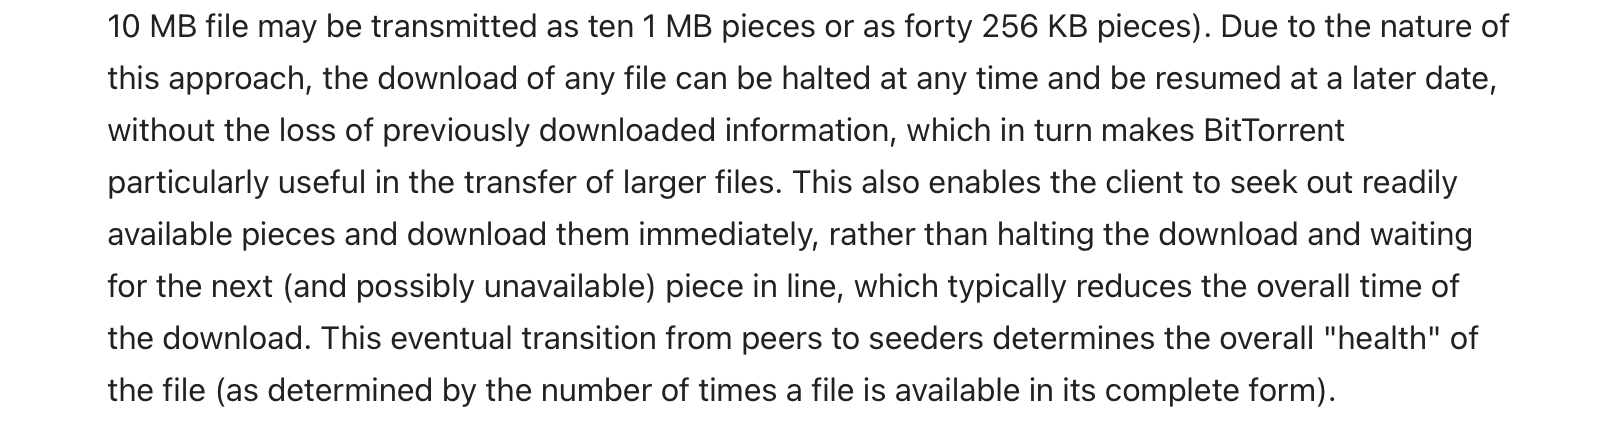 10 MB file may be transmitted as ten 1 MB pieces or as forty 256 KB pieces). Due to the nature of
this approach, the download of any file can be halted at any time and be resumed at a later date,
without the loss of previously downloaded information, which in turn makes BitTorrent
particularly useful in the transfer of larger files. This also enables the client to seek out readily
available pieces and download them immediately, rather than halting the download and waiting
for the next (and possibly unavailable) piece in line, which typically reduces the overall time of
the download. This eventual transition from peers to seeders determines the overall "health" of
the file (as determined by the number of times a file is available in its complete form).